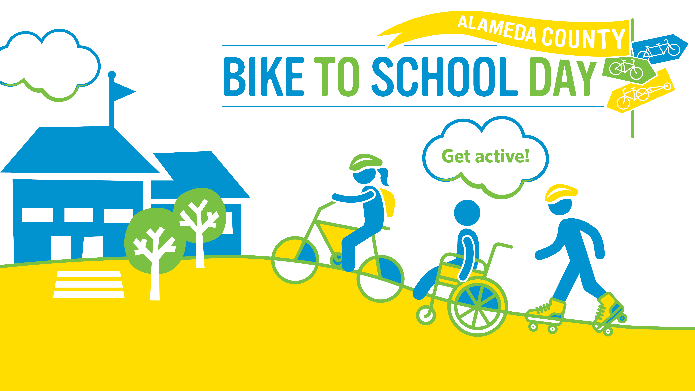 ALAMEDA COUNTY
BIKE TO SCHOOL DAY
Get active!